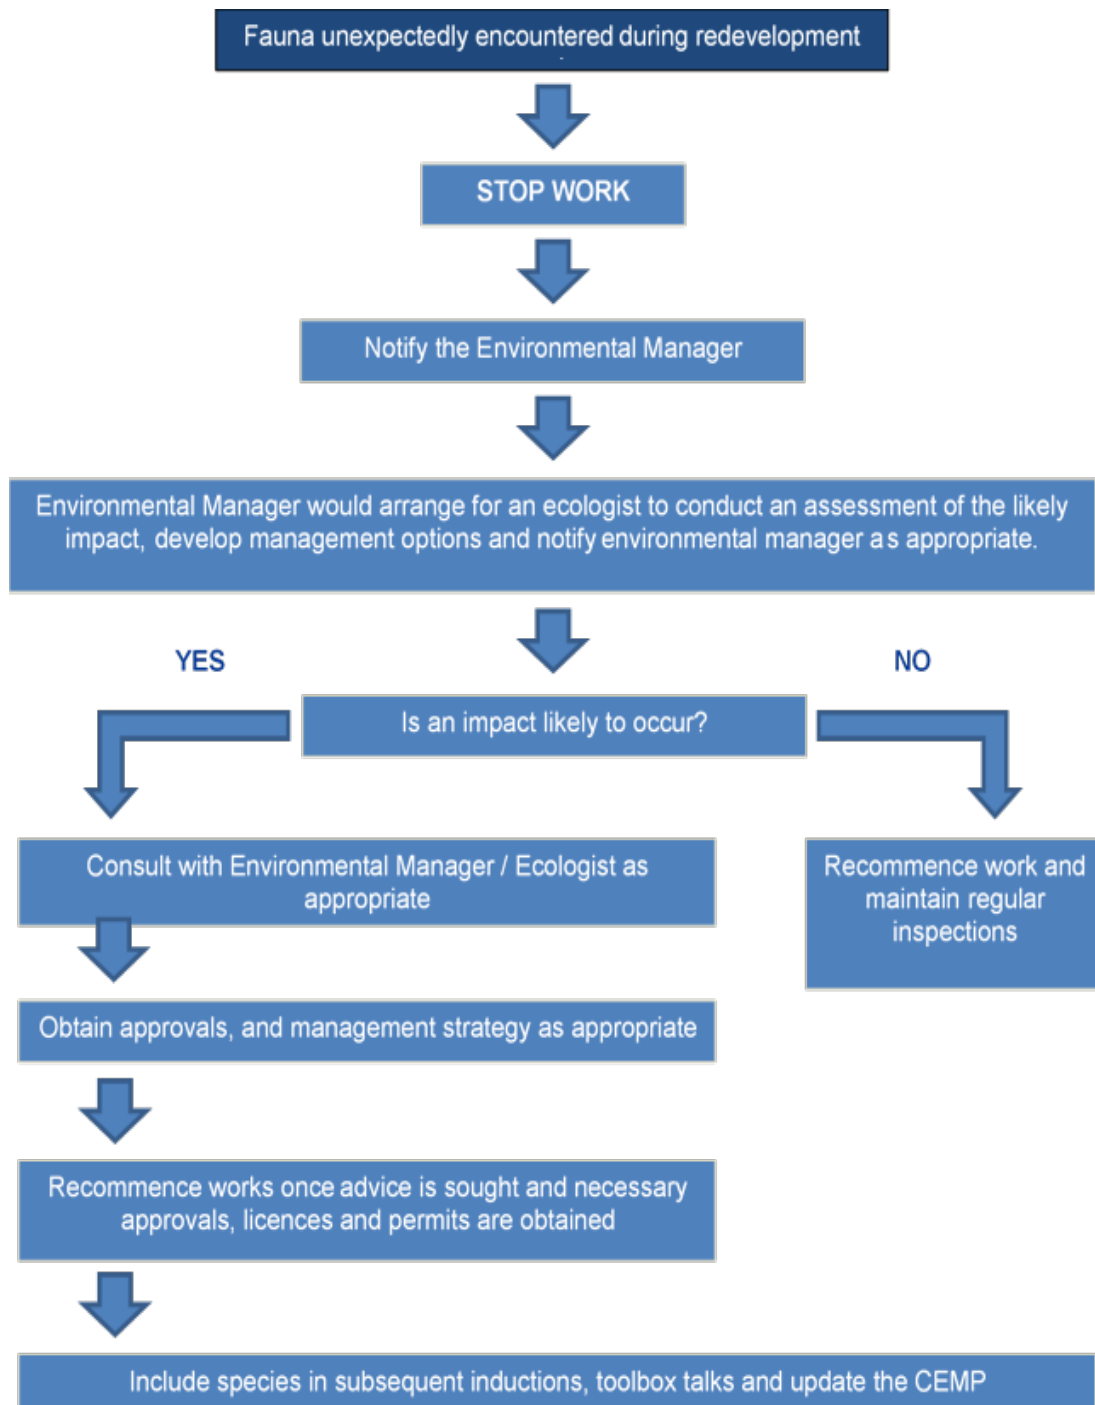 Fauna unexpectedly encountered during redevelopment
STOP WORK
Notify the Environmental Manager
Environmental Manager would arrange for an ecologist to conduct an assessment of the likely
impact, develop management options and notify environmental manager as appropriate.
YES
NO
Is an impact likely to occur?
Consult with Environmental Manager / Ecologist as
appropriate
Recommence work and
maintain regular
inspections
Obtain approvals, and management strategy as appropriate
Recommence works once advice is sought and necessary
approvals, licences and permits are obtained
Include species in subsequent inductions, toolbox talks and update the CEMP